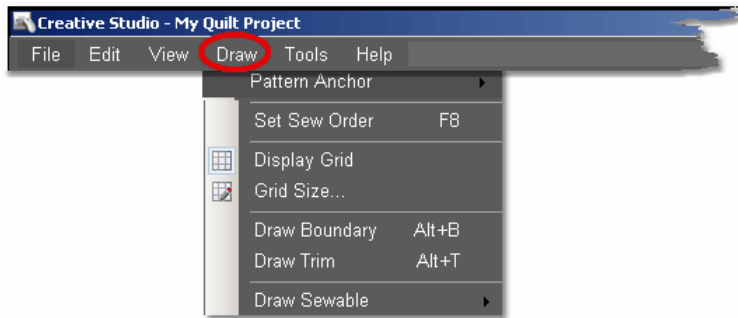 Creative Studio - My Quilt Project
File Edit View Draw Tools Help
Pattern Anchor
Set Sew Order F8
Display Grid
Grid Size...
Draw Boundary Alt+B
Draw Trim Alt+T
Draw Sewable